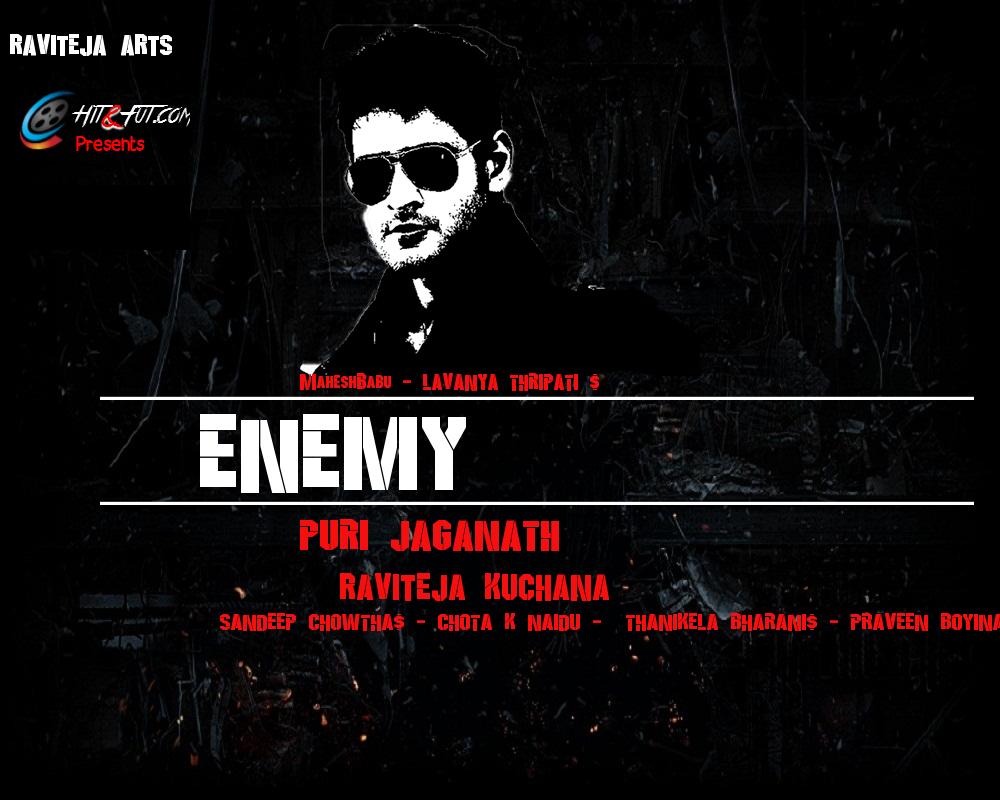 RAVITEJA ARTS
HIT&FUT.COM
Presents
MAHESHBABU - LAVANYA THRIPATI $
ENEMY
PURI JAGANATH
RAVITEJA KUCHANA
SANDEEP CHOWTHA$ - CHOTA K NAIDU - THANIKELA BHARAMI$ - PRAVEEN BOYINA